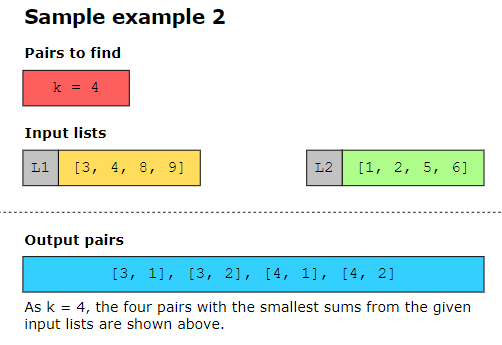 Sample example 2
Pairs to find
k = 4
Input lists
L1 [3, 4, 8, 9] L2 [1, 2, 5, 6]
Output pairs
[3, 1], [3, 2], [4, 1], [4, 2]
As k = 4, the four pairs with the smallest sums from the given
input lists are shown above.